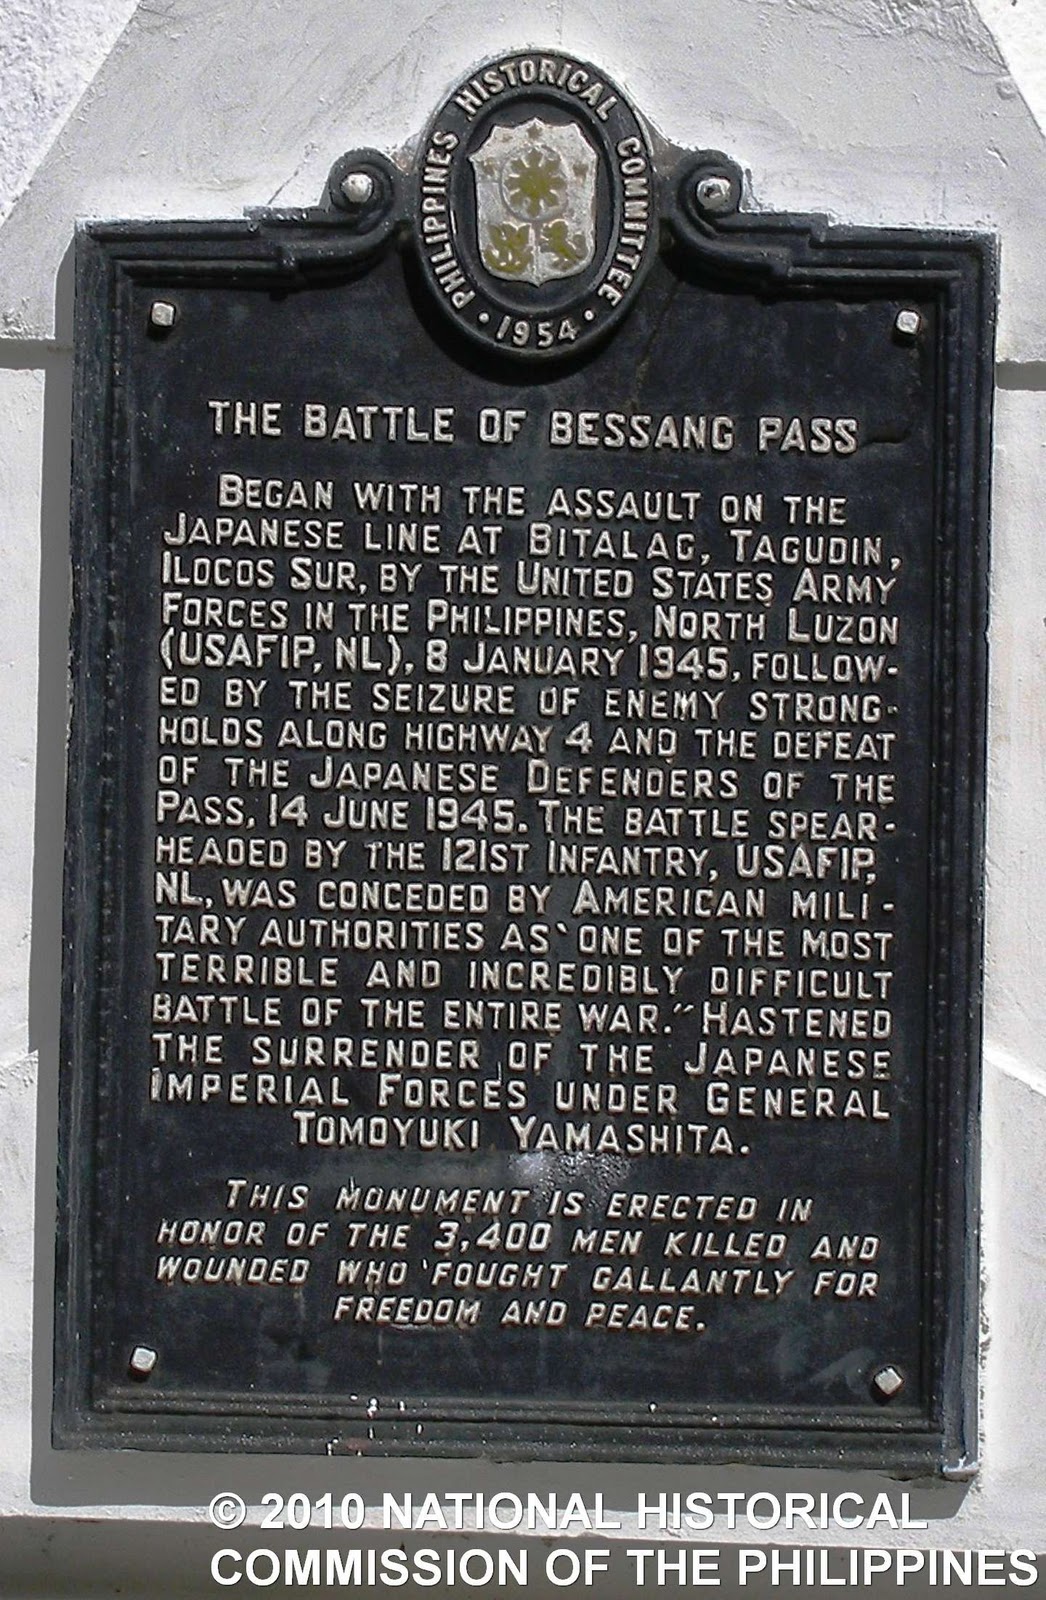 PHILIPPINES HISTORICAL COMMITTEE
• 1954 •
THE BATTLE OF BESSANG PASS
BEGAN WITH THE ASSAULT ON THE
JAPANESE LINE AT BITALAG, TAGUDIN,
ILOCOS SUR, BY THE UNITED STATES ARMY
FORCES IN THE PHILIPPINES, NORTH LUZON
(USAFIP, NL), 8 JANUARY 1945, FOLLOW-
ED BY THE SEIZURE OF ENEMY STRONG-
HOLDS ALONG HIGHWAY 4 AND THE DEFEAT
OF THE JAPANESE DEFENDERS OF THE
PASS, 14 JUNE 1945. THE BATTLE SPEAR-
HEADED BY THE 121ST INFANTRY, USAFIP,
NL, WAS CONCEDED BY AMERICAN MILI-
TARY AUTHORITIES AS "ONE OF THE MOST
TERRIBLE AND INCREDIBLY DIFFICULT
BATTLE OF THE ENTIRE WAR." HASTENED
THE SURRENDER OF THE JAPANESE
IMPERIAL FORCES UNDER GENERAL
TOMOYUKI YAMASHITA.
THIS MONUMENT IS ERECTED IN
HONOR OF THE 3,400 MEN KILLED AND
WOUNDED WHO 'FOUGHT GALLANTLY FOR
FREEDOM AND PEACE.
© 2010 NATIONAL HISTORICAL
COMMISSION OF THE PHILIPPINES